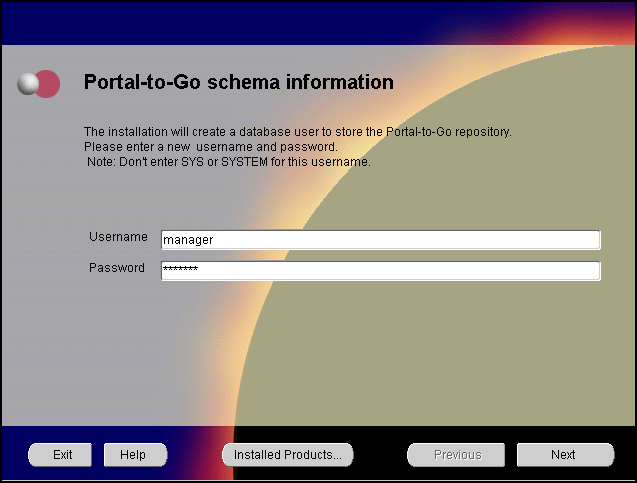 Portal-to-Go schema information
The installation will create a database user to store the Portal-to-Go repository.
Please enter a new username and password.
Note: Don't enter SYS or SYSTEM for this username.
Username manager
Password *******
Exit Help Installed Products... Previous Next